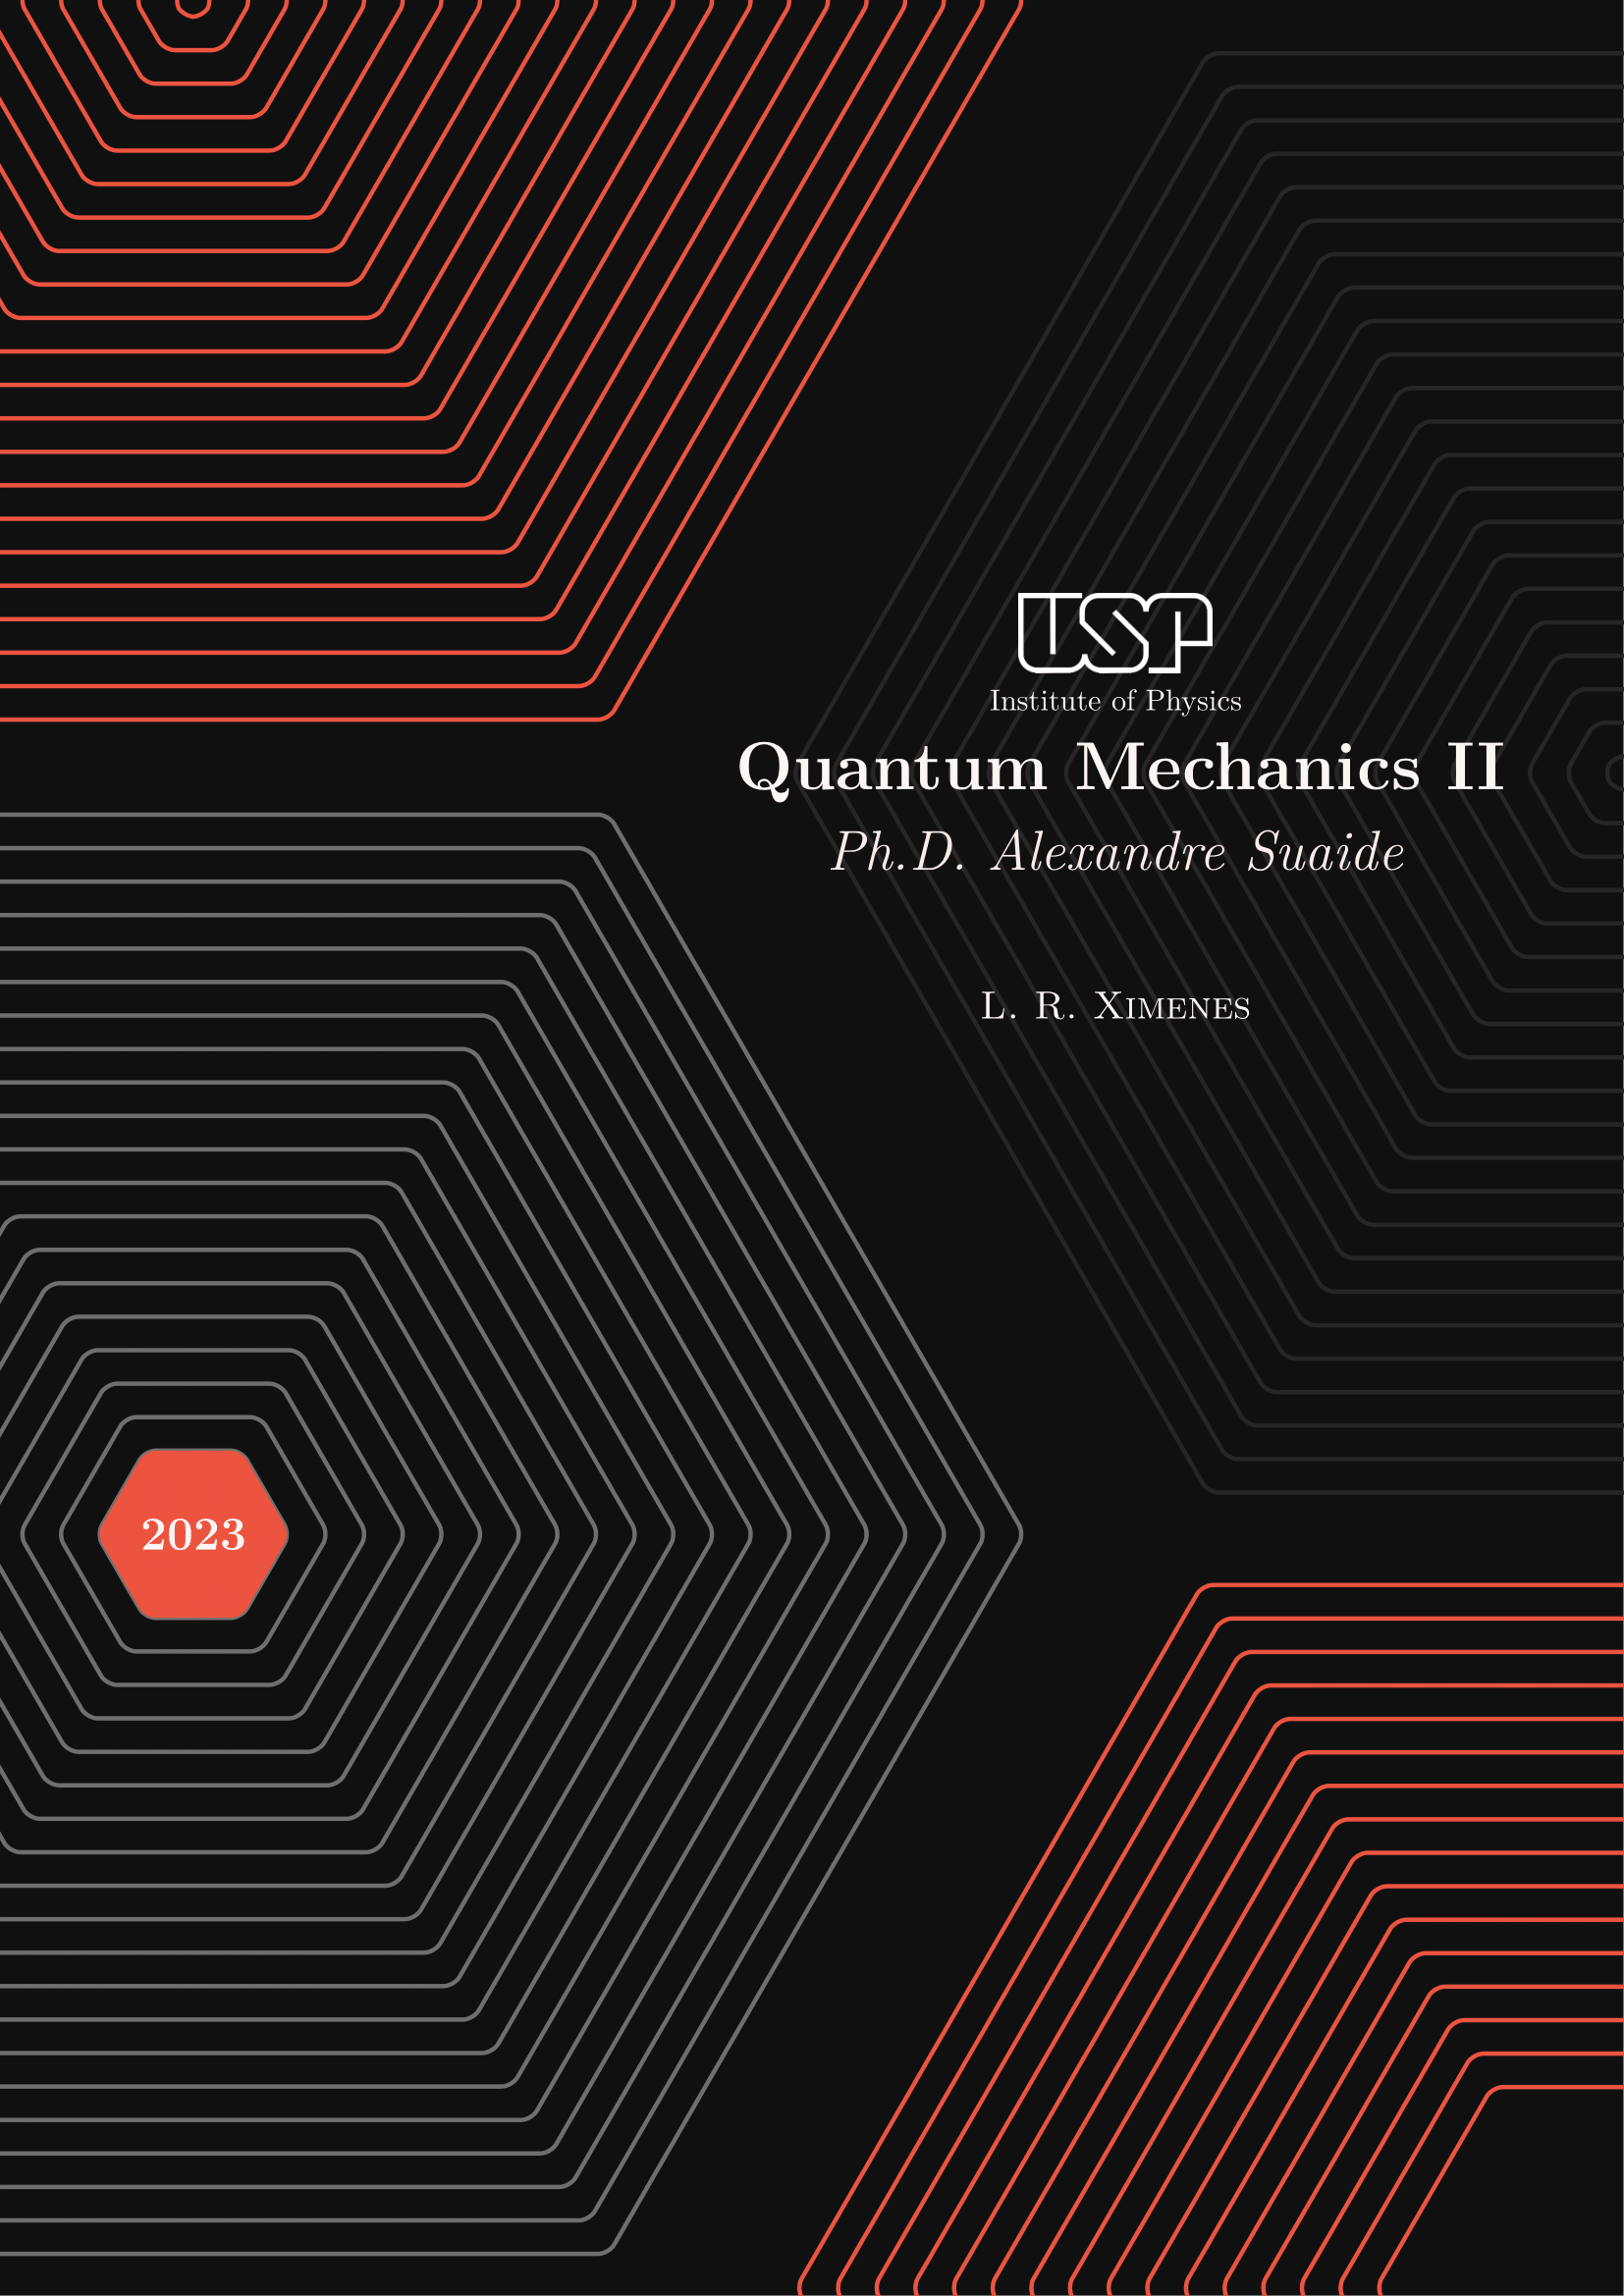 USP
Institute of Physics
Quantum Mechanics II
Ph.D. Alexandre Suaide
L. R. Ximenes
2023